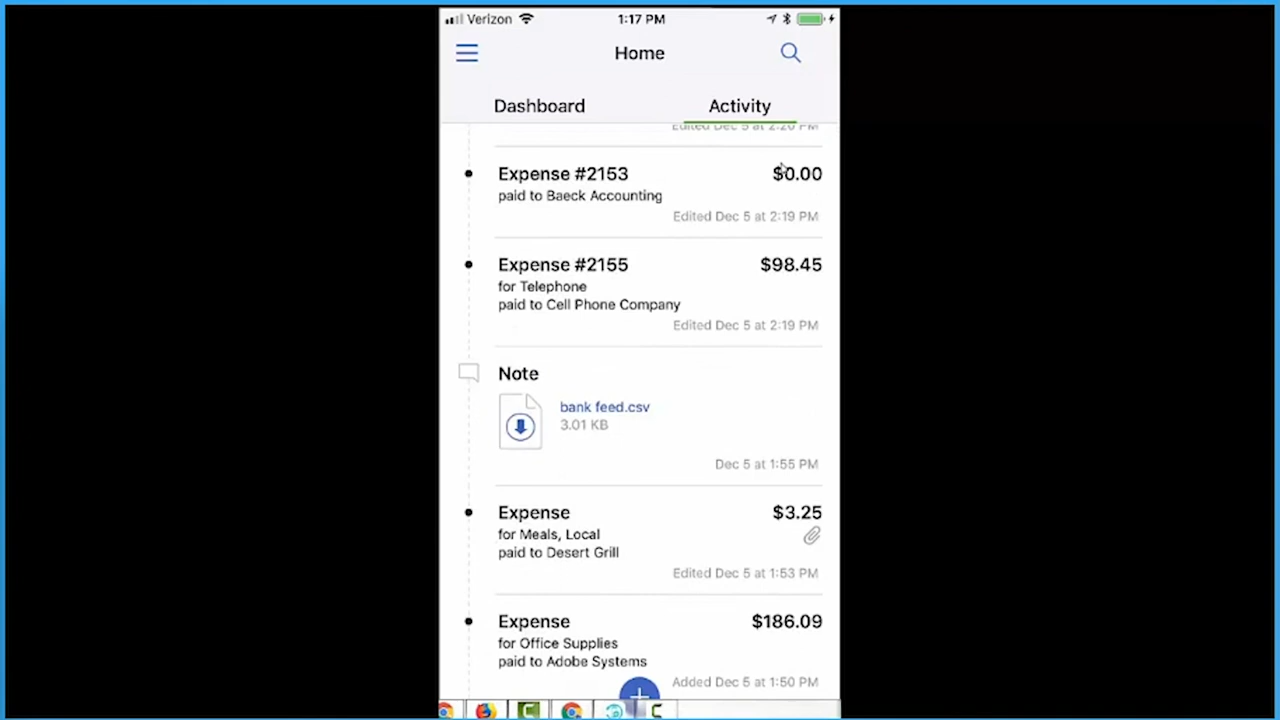 Verizon
1:17 PM
Home
Dashboard
Activity
Edited Dec 5 at 2:20 PM
Expense #2153
$0.00
paid to Baeck Accounting
Edited Dec 5 at 2:19 PM
Expense #2155
$98.45
for Telephone
paid to Cell Phone Company
Edited Dec 5 at 2:19 PM
Note
bank feed.csv
3.01 KB
Dec 5 at 1:55 PM
Expense
$3.25
for Meals, Local
paid to Desert Grill
Edited Dec 5 at 1:53 PM
Expense
$186.09
for Office Supplies
paid to Adobe Systems
Added Dec 5 at 1:50 PM